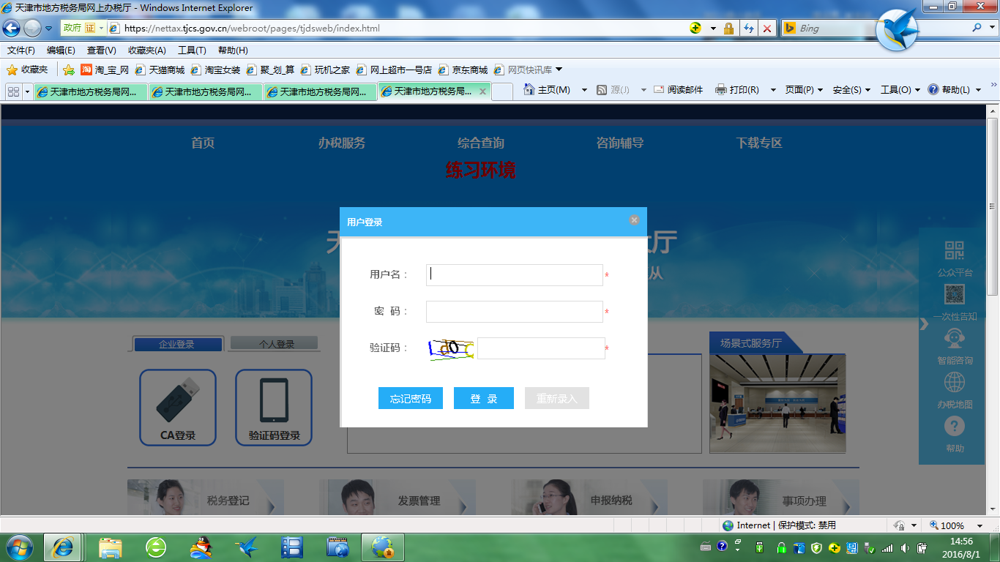 天津市地方税务局网上办税厅 - Windows Internet Explorer
政府 证 https://nettax.tjcs.gov.cn/webroot/pages/tjdsweb/index.html Bing
文件(F) 编辑(E) 查看(V) 收藏夹(A) 工具(T) 帮助(H)
收藏夹 淘 淘_宝_网 天猫商城 淘宝女装 聚_划_算 玩机之家 网上超市一号店 京东商城 网页快讯库
天津市地方税务局网... 天津市地方税务局网... 天津市地方税务局网... 天津市地方税务局... 主页(M) 源(J) 阅读邮件 打印(R) 页面(P) 安全(S) 工具(O) 帮助(L)
首页 办税服务 综合查询 咨询辅导 下载专区
练习环境
用户登录
天 厅
从
用户名：
*
密 码：
*
验证码：
*
忘记密码 登 录 重新录入
企业登录 个人登录
CA登录 验证码登录
场景式服务厅
公众平台
一次性告知
智能咨询
办税地图
帮助
税务登记 发票管理 申报纳税 事项办理
Internet | 保护模式: 禁用 100%
14:56
2016/8/1